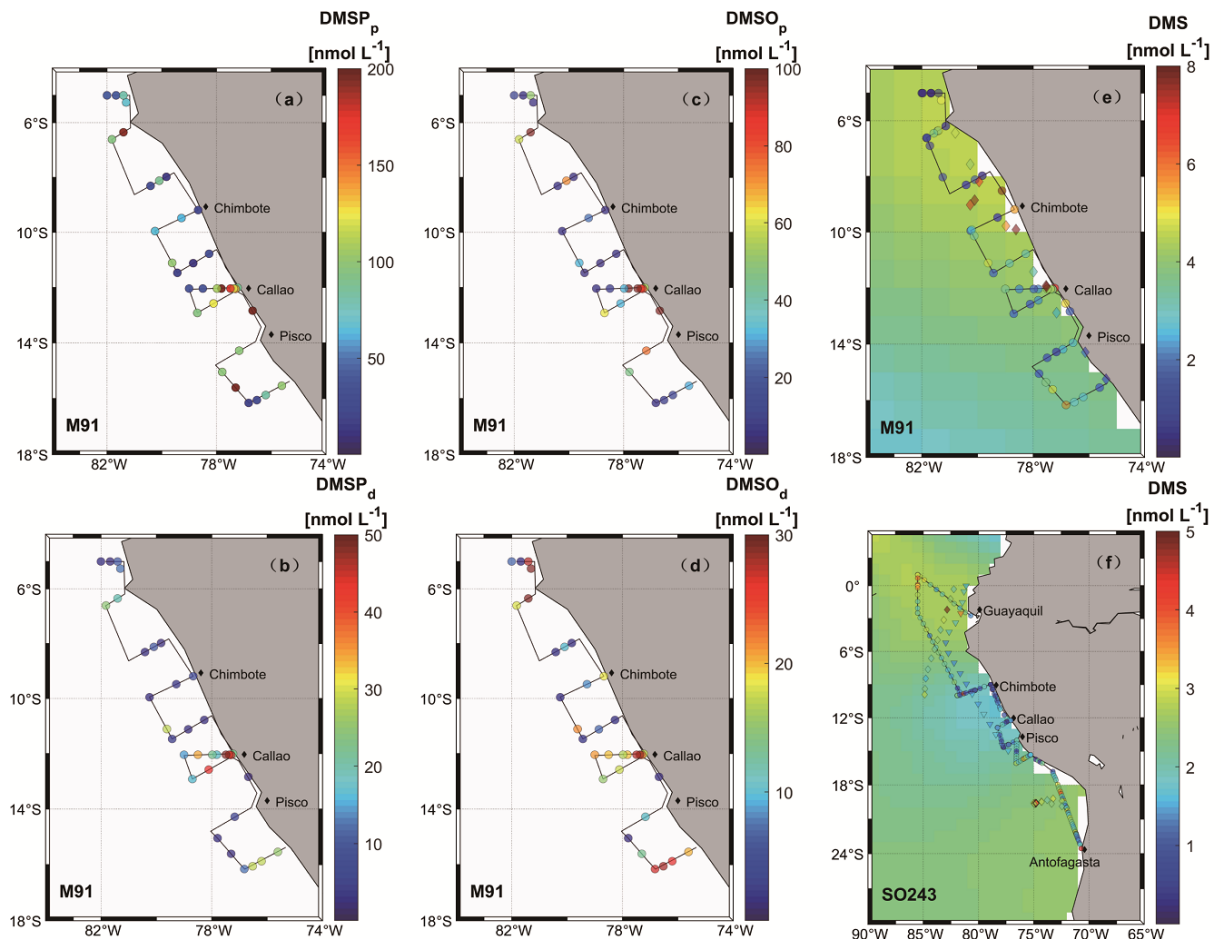 DMSPp
[nmol L-1]
200
150
100
50
(a)
6°S
10°S
14°S
18°S
Chimbote
Callao
Pisco
M91
82°W 78°W 74°W
DMSOp
[nmol L-1]
100
80
60
40
20
(c)
6°S
10°S
14°S
18°S
Chimbote
Callao
Pisco
M91
82°W 78°W 74°W
DMS
[nmol L-1]
8
6
4
2
(e)
6°S
10°S
14°S
18°S
Chimbote
Callao
Pisco
M91
82°W 78°W 74°W
DMSPd
[nmol L-1]
50
40
30
20
10
(b)
6°S
10°S
14°S
18°S
Chimbote
Callao
Pisco
M91
82°W 78°W 74°W
DMSOd
[nmol L-1]
30
20
10
(d)
6°S
10°S
14°S
18°S
Chimbote
Callao
Pisco
M91
82°W 78°W 74°W
DMS
[nmol L-1]
5
4
3
2
1
(f)
0°
6°S
12°S
18°S
24°S
Guayaquil
Chimbote
Callao
Pisco
Antofagasta
SO243
90°W 85°W 80°W 75°W 70°W 65°W